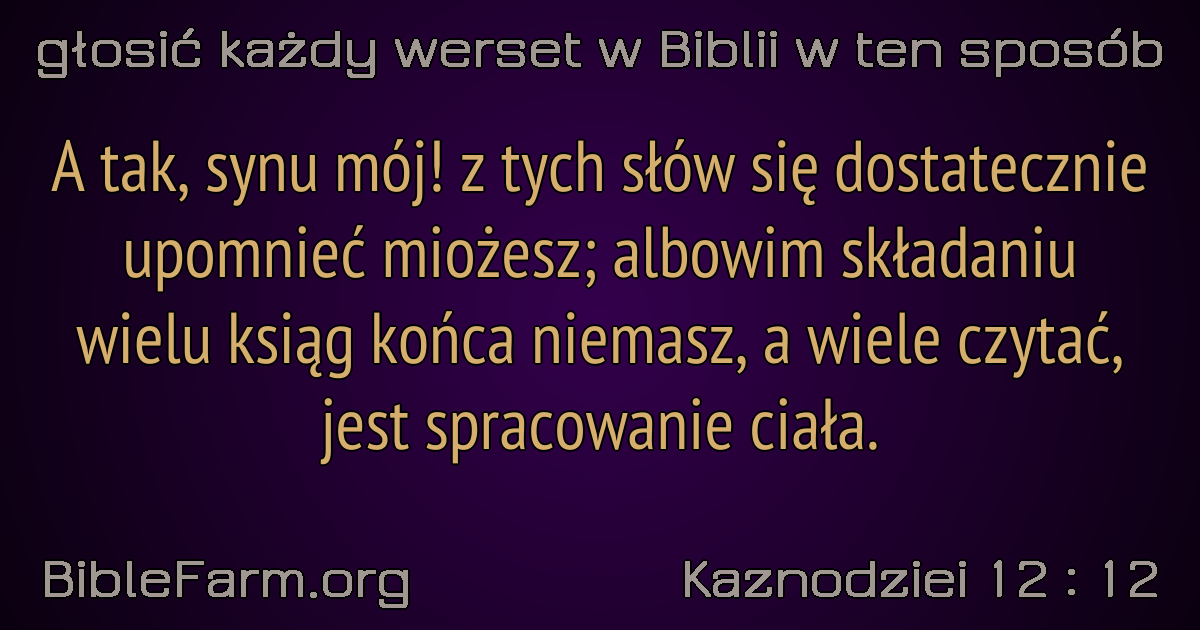 głosić każdy werset w Biblii w ten sposób
A tak, synu mój! z tych słów się dostatecznie
upomnieć miożesz; albowim składaniu
wielu ksiąg końca niemasz, a wiele czytać,
jest spracowanie ciała.
BibleFarm.org
Kaznodziei 12 : 12